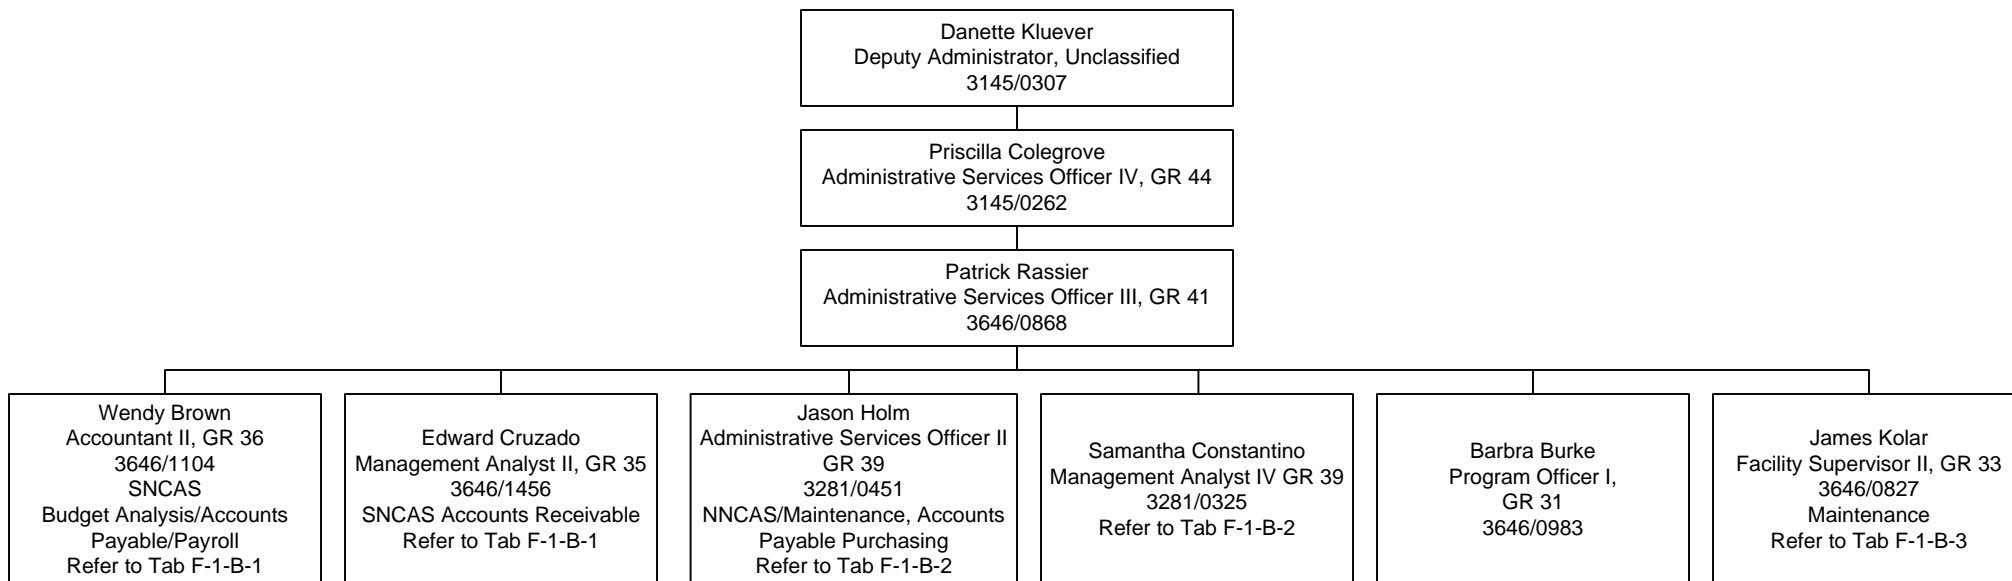 Danette Kluever
Deputy Administrator, Unclassified
3145/0307
Priscilla Colegrove
Administrative Services Officer IV, GR 44
3145/0262
Patrick Rassier
Administrative Services Officer III, GR 41
3646/0868
Wendy Brown
Accountant II, GR 36
3646/1104
SNCAS
Budget Analysis/Accounts
Payable/Payroll
Refer to Tab F-1-B-1
Edward Cruzado
Management Analyst II, GR 35
3646/1456
SNCAS Accounts Receivable
Refer to Tab F-1-B-1
Jason Holm
Administrative Services Officer II
GR 39
3281/0451
NNCAS/Maintenance, Accounts
Payable Purchasing
Refer to Tab F-1-B-2
Samantha Constantino
Management Analyst IV GR 39
3281/0325
Refer to Tab F-1-B-2
Barbra Burke
Program Officer I,
GR 31
3646/0983
James Kolar
Facility Supervisor II, GR 33
3646/0827
Maintenance
Refer to Tab F-1-B-3